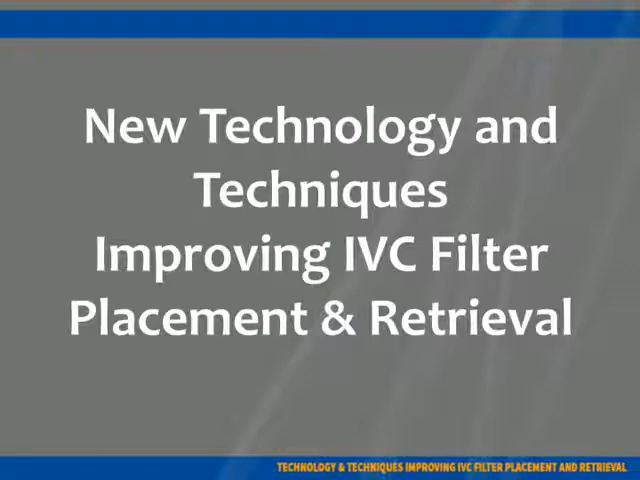 New Technology and
Techniques
Improving IVC Filter
Placement & Retrieval
TECHNOLOGY & TECHNIQUES IMPROVING IVC FILTER PLACEMENT AND RETRIEVAL